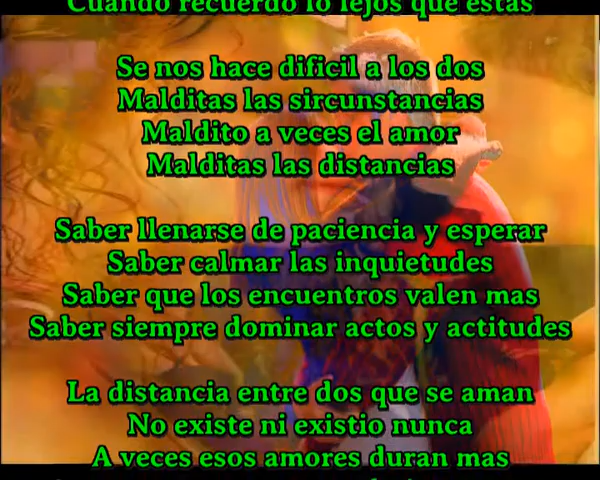 Cuando recuerdo lo lejos que estas
Se nos hace dificil a los dos
Malditas las sircunstancias
Maldito a veces el amor
Malditas las distancias
Saber llenarse de paciencia y esperar
Saber calmar las inquietudes
Saber que los encuentros valen mas
Saber siempre dominar actos y actitudes
La distancia entre dos que se aman
No existe ni existio nunca
A veces esos amores duran mas